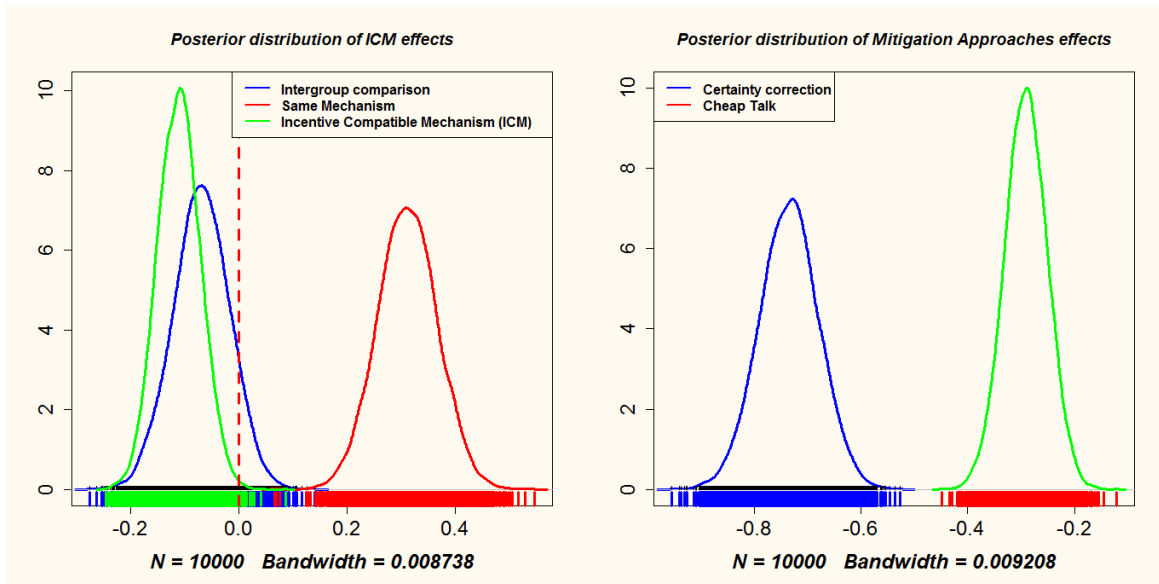 Posterior distribution of ICM effects
Intergroup comparison
Same Mechanism
Incentive Compatible Mechanism (ICM)
10
8
6
4
2
0
-0.2 0.0 0.2 0.4
N = 10000 Bandwidth = 0.008738
Posterior distribution of Mitigation Approaches effects
Certainty correction
Cheap Talk
10
8
6
4
2
0
-0.8 -0.6 -0.4 -0.2
N = 10000 Bandwidth = 0.009208